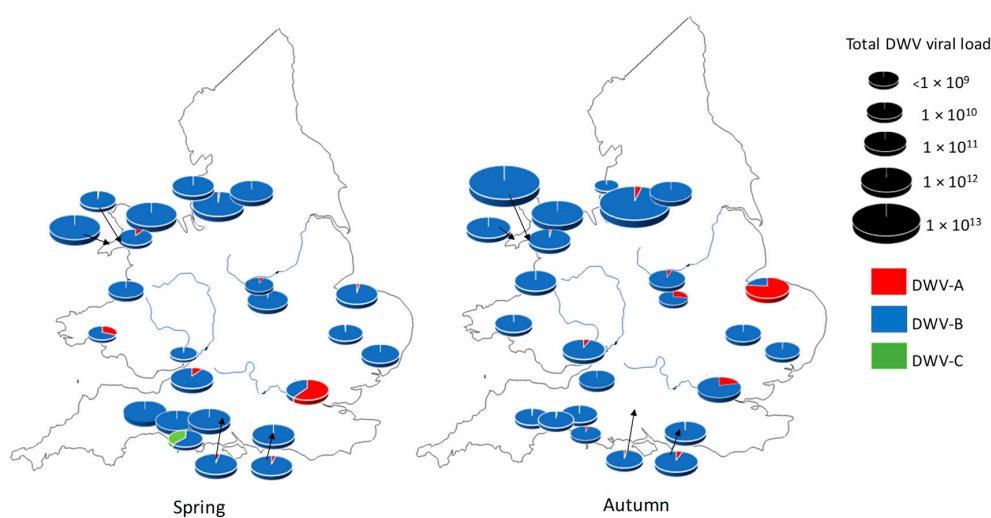 Total DWV viral load
<1 × 10⁹
1 × 10¹⁰
1 × 10¹¹
1 × 10¹²
1 × 10¹³
DWV-A
DWV-B
DWV-C
Spring
Autumn